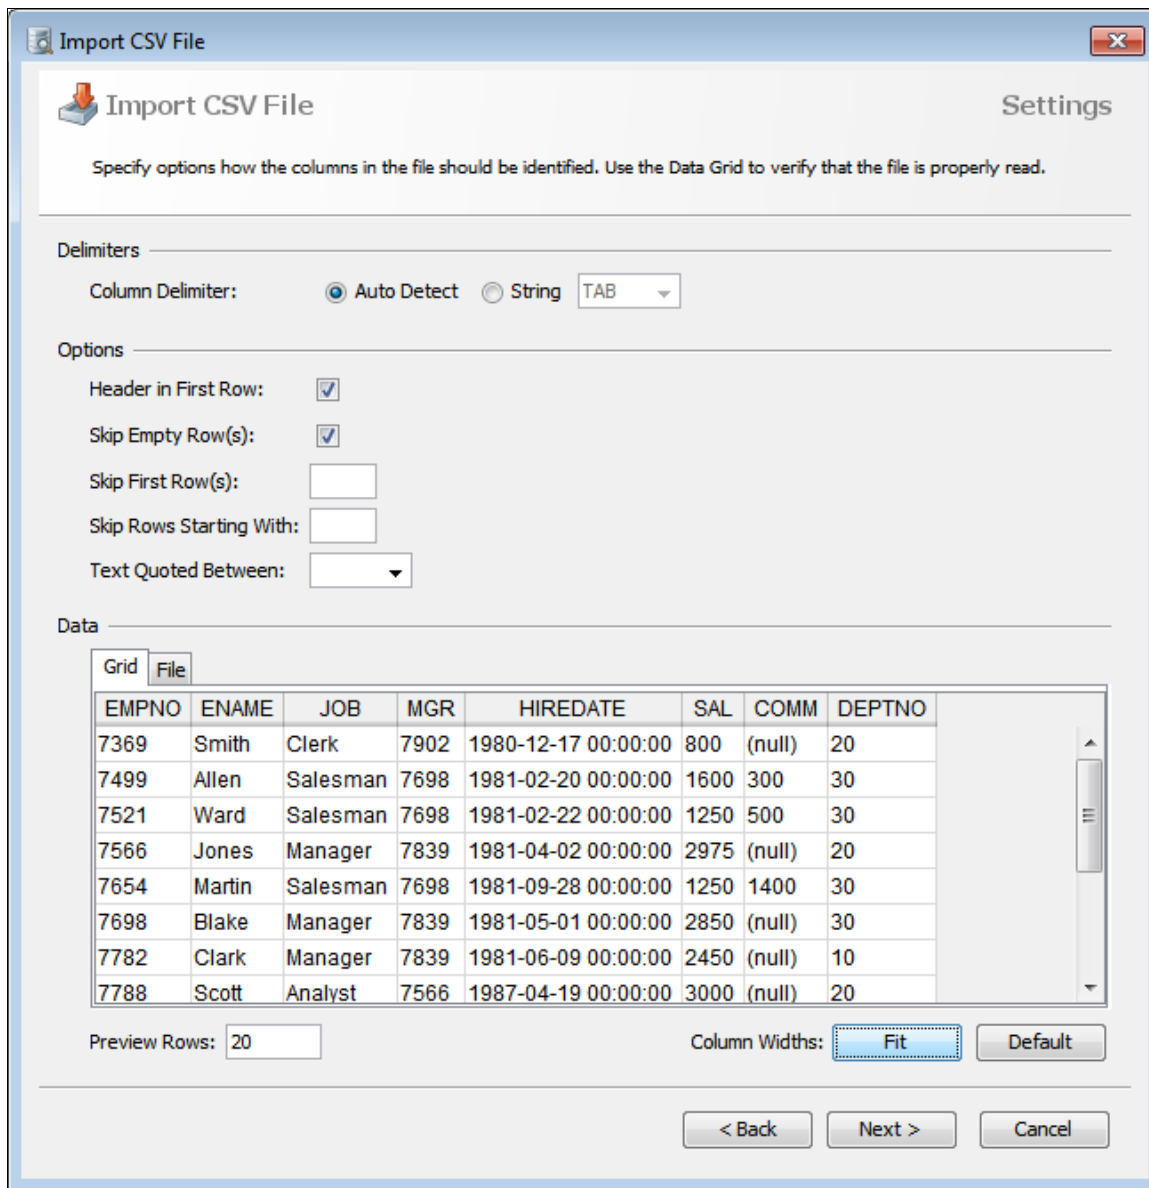 Import CSV File
Import CSV File Settings
Specify options how the columns in the file should be identified. Use the Data Grid to verify that the file is properly read.
Delimiters
Column Delimiter: Auto Detect String TAB
Options
Header in First Row:
Skip Empty Row(s):
Skip First Row(s):
Skip Rows Starting With:
Text Quoted Between:
Data
Grid File
EMPNO ENAME JOB MGR HIREDATE SAL COMM DEPTNO
7369 Smith Clerk 7902 1980-12-17 00:00:00 800 (null) 20
7499 Allen Salesman 7698 1981-02-20 00:00:00 1600 300 30
7521 Ward Salesman 7698 1981-02-22 00:00:00 1250 500 30
7566 Jones Manager 7839 1981-04-02 00:00:00 2975 (null) 20
7654 Martin Salesman 7698 1981-09-28 00:00:00 1250 1400 30
7698 Blake Manager 7839 1981-05-01 00:00:00 2850 (null) 30
7782 Clark Manager 7839 1981-06-09 00:00:00 2450 (null) 10
7788 Scott Analyst 7566 1987-04-19 00:00:00 3000 (null) 20
Preview Rows: 20 Column Widths: Fit Default
< Back Next > Cancel